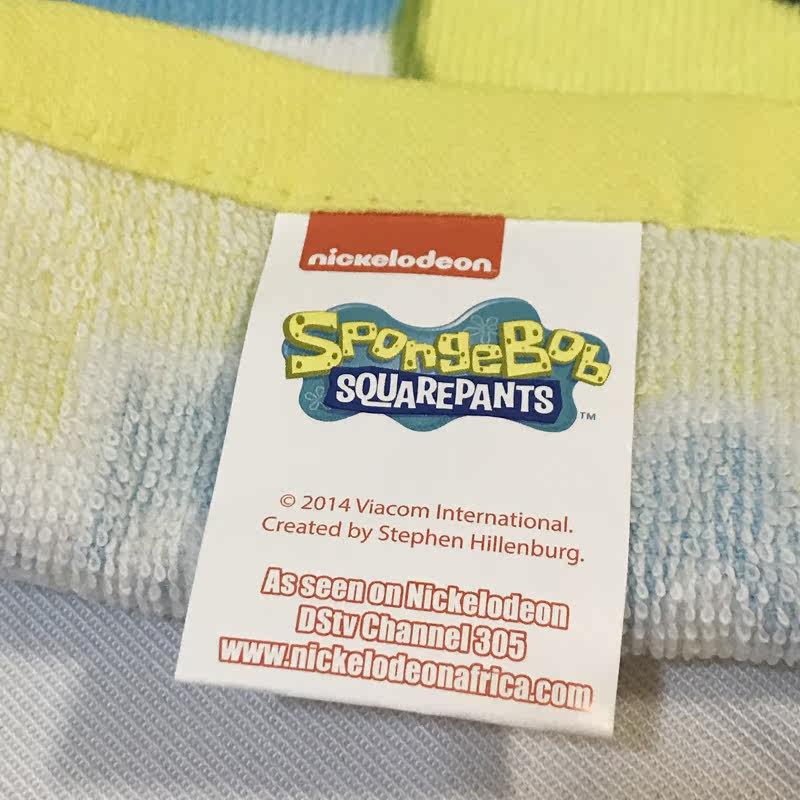 nickelodeon
SpongeBob
SQUAREPANTS
™
© 2014 Viacom International.
Created by Stephen Hillenburg.
As seen on Nickelodeon
DStv Channel 305
www.nickelodeonafrica.com